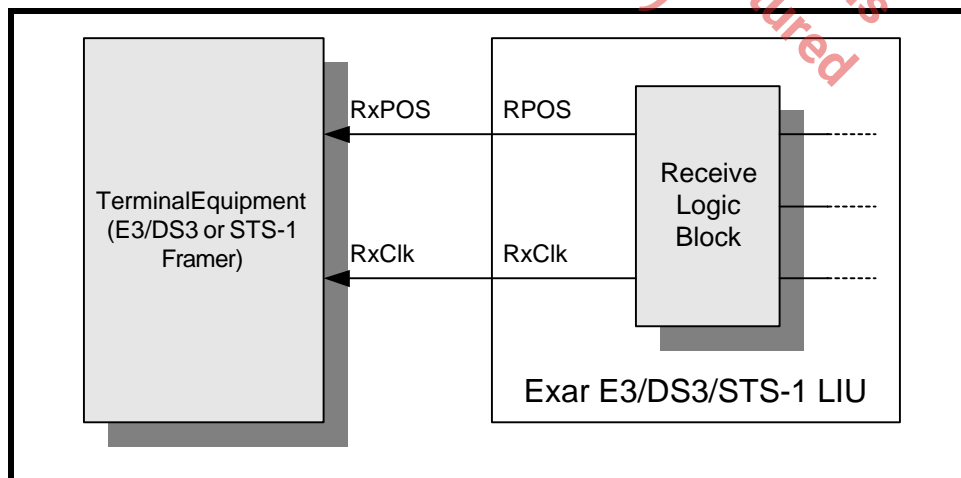 RxPOS
RPOS
TerminalEquipment
(E3/DS3 or STS-1
Framer)
Receive
Logic
Block
RxClk
RxClk
Exar E3/DS3/STS-1 LIU